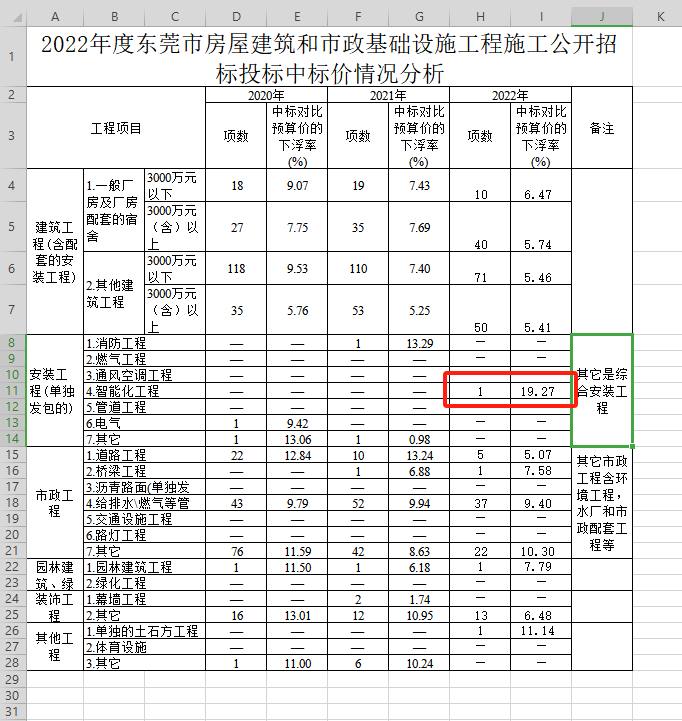 A B C D E F G H I J K
1 2022年度东莞市房屋建筑和市政基础设施工程施工公开招
标投标中标价情况分析
2 工程项目 2020年 2021年 2022年 备注
3 项数 中标对比预算价的下浮率(%) 项数 中标对比预算价的下浮率(%) 项数 中标对比预算价的下浮率(%)
4 建筑工程(含配套的安装工程) 1.一般厂房及厂房配套的宿舍 3000万元以下 18 9.07 19 7.43 10 6.47
5 3000万元（含）以上 27 7.75 35 7.69 40 5.74
6 2.其他建筑工程 3000万元以下 118 9.53 110 7.40 71 5.46
7 3000万元（含）以上 35 5.76 53 5.25 50 5.41
8 安装工程(单独发包的) 1.消防工程 — — 1 13.29 — — 其它是综合安装工程
9 2.燃气工程 — — — — — —
10 3.通风空调工程 — — — — — —
11 4.智能化工程 — — — — 1 19.27
12 5.管道工程 — — — — — —
13 6.电气 1 9.42 — — — —
14 7.其它 1 13.06 1 0.98 — —
15 市政工程 1.道路工程 22 12.84 10 13.24 5 5.07 其它市政工程含环境工程，水厂和市政配套工程等
16 2.桥梁工程 — — 1 6.88 1 7.58
17 3.沥青路面(单独发 — — — — — —
18 4.给排水\燃气等管 43 9.79 52 9.94 37 9.40
19 5.交通设施工程 — — — — — —
20 6.路灯工程 — — — — — —
21 7.其它 76 11.59 42 8.63 22 10.30
22 园林建筑、绿 1.园林建筑工程 1 11.50 1 6.18 1 7.79
23 2.绿化工程 — — — — — —
24 装饰工程 1.幕墙工程 — — 2 1.74 — —
25 2.其它 16 13.01 12 10.95 13 6.48
26 其他工程 1.单独的土石方工程 — — — — 1 11.14
27 2.体育设施 — — — — — —
28 3.其它 1 11.00 6 10.24 — —
29
30
31